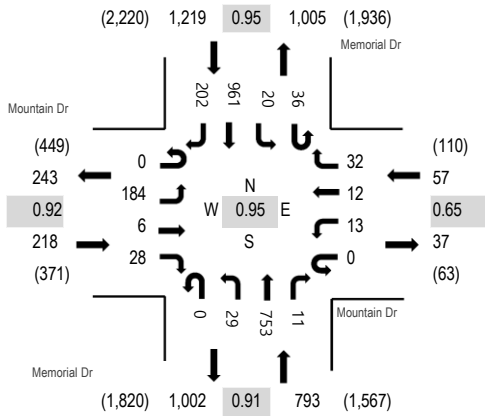 (2,220) 1,219 0.95 1,005 (1,936)
Memorial Dr
202 961 20 36
Mountain Dr
(449) (110)
0 32
243 57
184 12
N
0.92 W 0.95 E 0.65
6 13
S
218 37
28 0
(371) (63)
0 29 753 11
Mountain Dr
Memorial Dr
(1,820) 1,002 0.91 793 (1,567)